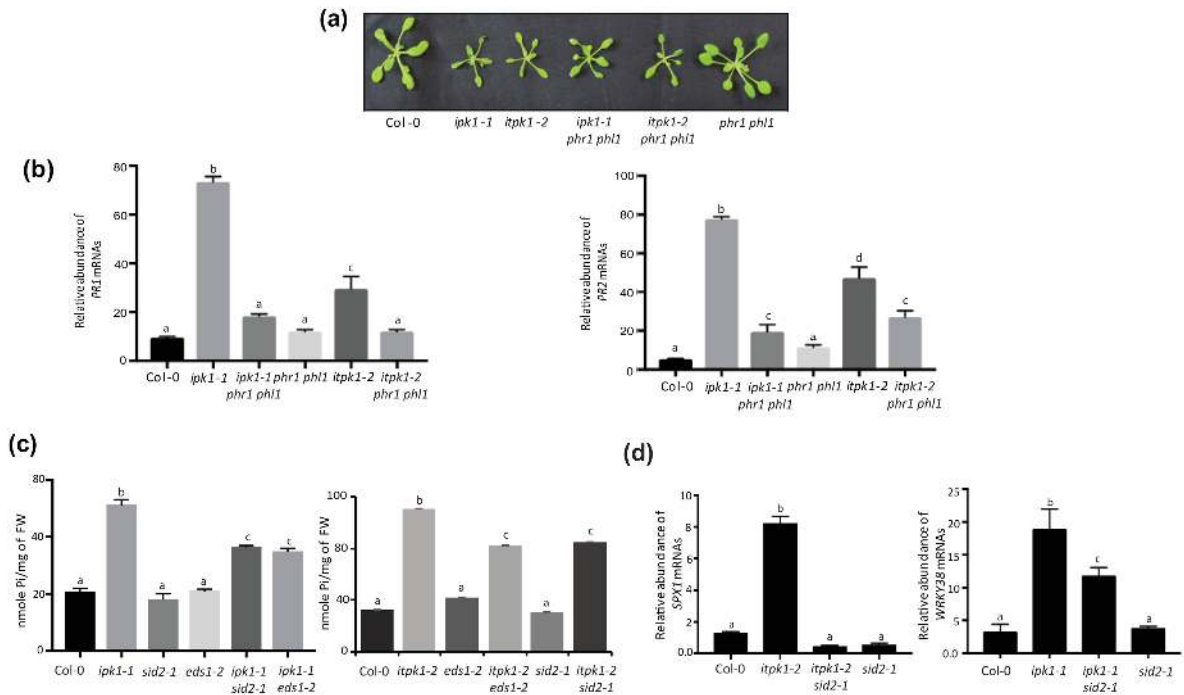 (a)
Col-0 ipk1-1 itpk1-2 ipk1-1 itpk1-2 phr1 phl1
phr1 phl1 phr1 phl1
(b)
Relative abundance of
PR1 mRNAs
80
60
40
20
0
a b a a c a
Col-0 ipk1-1 ipk1-1 phr1 phl1 itpk1-2 itpk1-2
phr1 phl1 phr1 phl1
Relative abundance of
PR2 mRNAs
100
80
60
40
20
0
a b c a d c
Col-0 ipk1-1 ipk1-1 phr1 phl1 itpk1-2 itpk1-2
phr1 phl1 phr1 phl1
(c)
nmole Pi/mg of FW
80
60
40
20
0
a b a a c c
Col-0 ipk1-1 sid2-1 eds1-2 ipk1-1 ipk1-1
sid2-1 eds1-2
nmole Pi/mg of FW
100
80
40
0
a b a c a c
Col-0 itpk1-2 eds1-2 itpk1-2 sid2-1 itpk1-2
eds1-2 sid2-1
(d)
Relative abundance of
SPX1 mRNAs
10
8
6
4
2
0
a b a a
Col-0 itpk1-2 itpk1-2 sid2-1
sid2-1
Relative abundance of
WRKY38 mRNAs
25
20
15
10
5
0
a b c a
Col-0 ipk1-1 ipk1-1 sid2-1
sid2-1